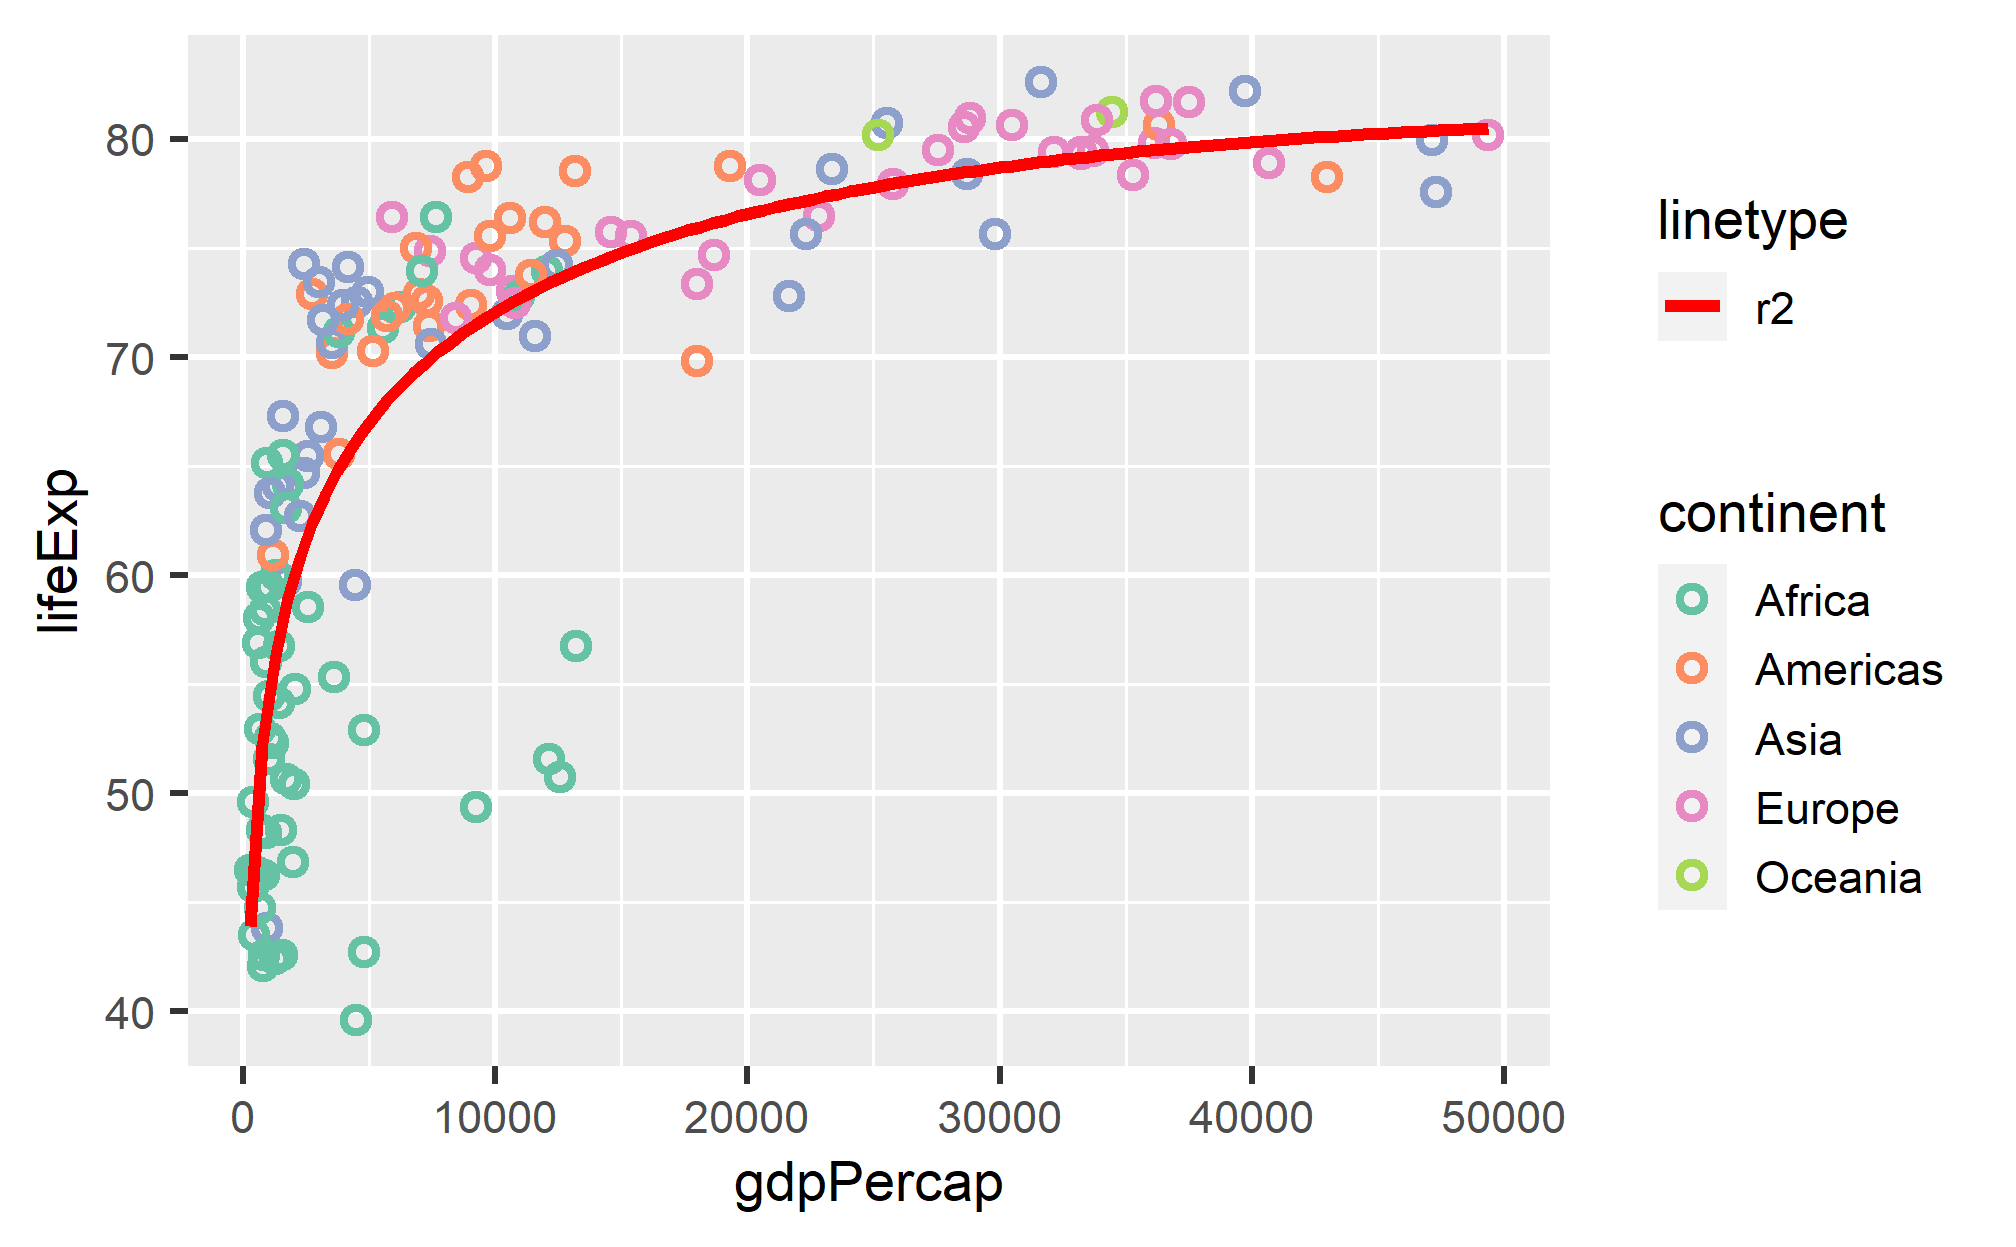 80
70
60
50
40
lifeExp
0 10000 20000 30000 40000 50000
gdpPercap
linetype
r2
continent
Africa
Americas
Asia
Europe
Oceania